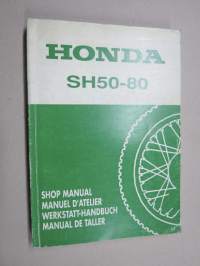 HONDA
SH50-80
SHOP MANUAL
MANUEL D'ATELIER
WERKSTATT-HANDBUCH
MANUAL DE TALLER